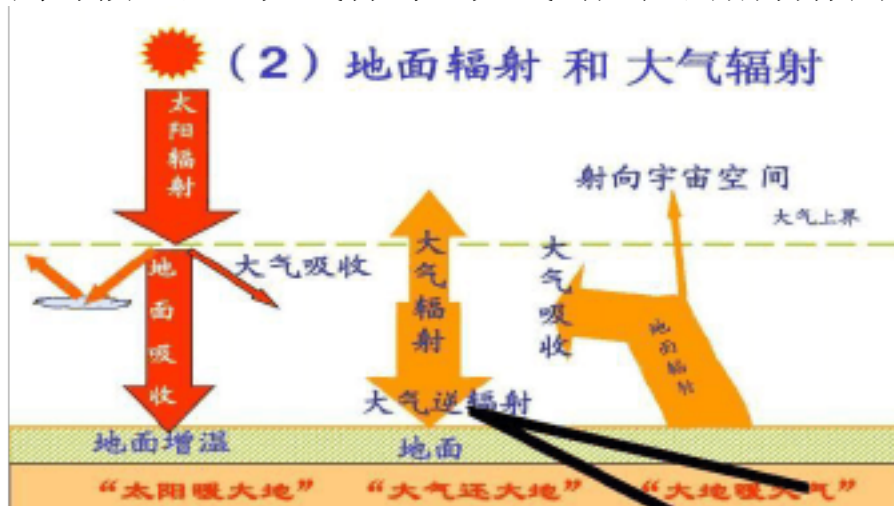 （2）地面辐射 和 大气辐射
太阳辐射
射向宇宙空间
大气上界
大气吸收
地面吸收
大气辐射
大气吸收
地面辐射
大气逆辐射
地面增温
地面
“太阳暖大地”
“大气还大地”
“大地暖大气”